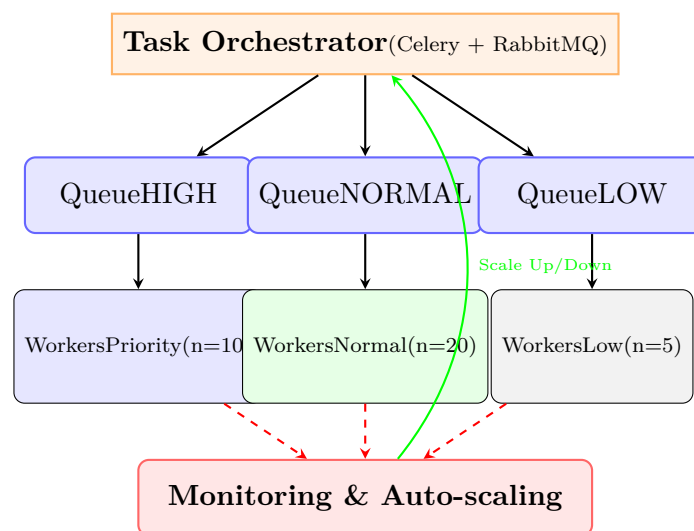 Task Orchestrator(Celery + RabbitMQ)
QueueHIGH
QueueNORMAL
QueueLOW
Scale Up/Down
WorkersPriority(n=10
WorkersNormal(n=20)
WorkersLow(n=5)
Monitoring & Auto-scaling